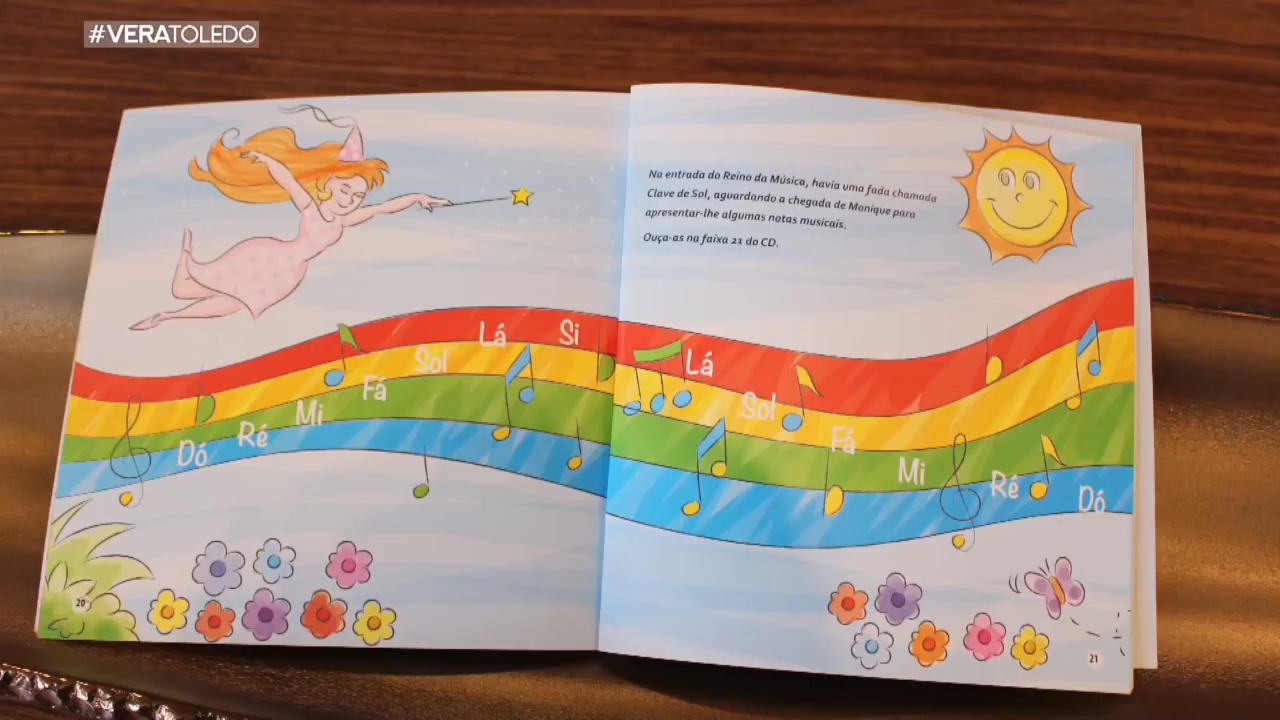 #VERATOLEDO
Na entrada do Reino da Música, havia uma fada chamada
Clave de Sol, aguardando a chegada de Monique para
apresentar-lhe algumas notas musicais.
Ouça-as na faixa 21 do CD.
Dó Ré Mi Fá Sol Lá Si
Lá Sol Fá Mi Ré Dó
20
21